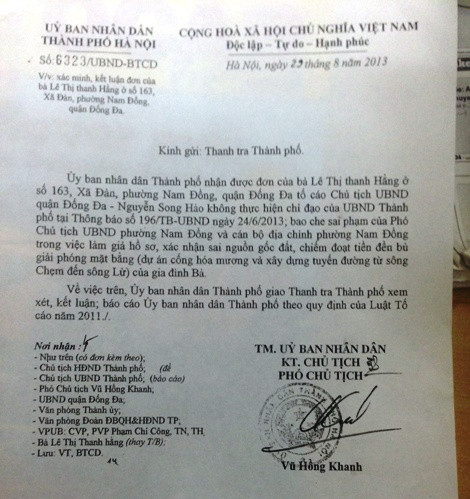 UỶ BAN NHÂN DÂN
THÀNH PHỐ HÀ NỘI
CỘNG HOÀ XÃ HỘI CHỦ NGHĨA VIỆT NAM
Độc lập – Tự do – Hạnh phúc
Số: 6323/UBND-BTCD
Hà Nội, ngày 29 tháng 8 năm 2013
V/v: xác minh, kết luận đơn của
bà Lê Thị thanh Hằng ở số 163,
Xã Đàn, phường Nam Đồng,
quận Đống Đa.
Kính gửi: Thanh tra Thành phố.
Ủy ban nhân dân Thành phố nhận được đơn của bà Lê Thị thanh Hằng ở
số 163, Xã Đàn, phường Nam Đồng, quận Đống Đa tố cáo Chủ tịch UBND
quận Đống Đa - Nguyễn Song Hào không thực hiện chỉ đạo của UBND Thành
phố tại Thông báo số 196/TB-UBND ngày 24/6/2013; bao che sai phạm của Phó
Chủ tịch UBND phường Nam Đồng và cán bộ địa chính phường Nam Đồng
trong việc làm giả hồ sơ, xác nhận sai nguồn gốc đất, chiếm đoạt tiền đền bù
giải phóng mặt bằng (dự án cống hóa mương và xây dựng tuyến đường từ sông
Chẹm đến sông Lừ) của gia đình Bà.
Về việc trên, Ủy ban nhân dân Thành phố giao Thanh tra Thành phố xem
xét, kết luận; báo cáo Ủy ban nhân dân Thành phố theo quy định của Luật Tố
cáo năm 2011./.
Nơi nhận:
- Như trên (có đơn kèm theo);
- Chủ tịch HĐND Thành phố; (để
- Chủ tịch UBND Thành phố; (báo cáo)
- Phó Chủ tịch Vũ Hồng Khanh;
- UBND quận Đống Đa;
- Văn phòng Thành ủy;
- Văn phòng Đoàn ĐBQH&HĐND TP;
- VPUB: CVP, PVP Phạm Chí Công, TN, TH
- Bà Lê Thị Thanh hằng (thay T/B);
- Lưu: VT, BTCD.
TM. UỶ BAN NHÂN DÂN
KT. CHỦ TỊCH
PHÓ CHỦ TỊCH
Vũ Hồng Khanh